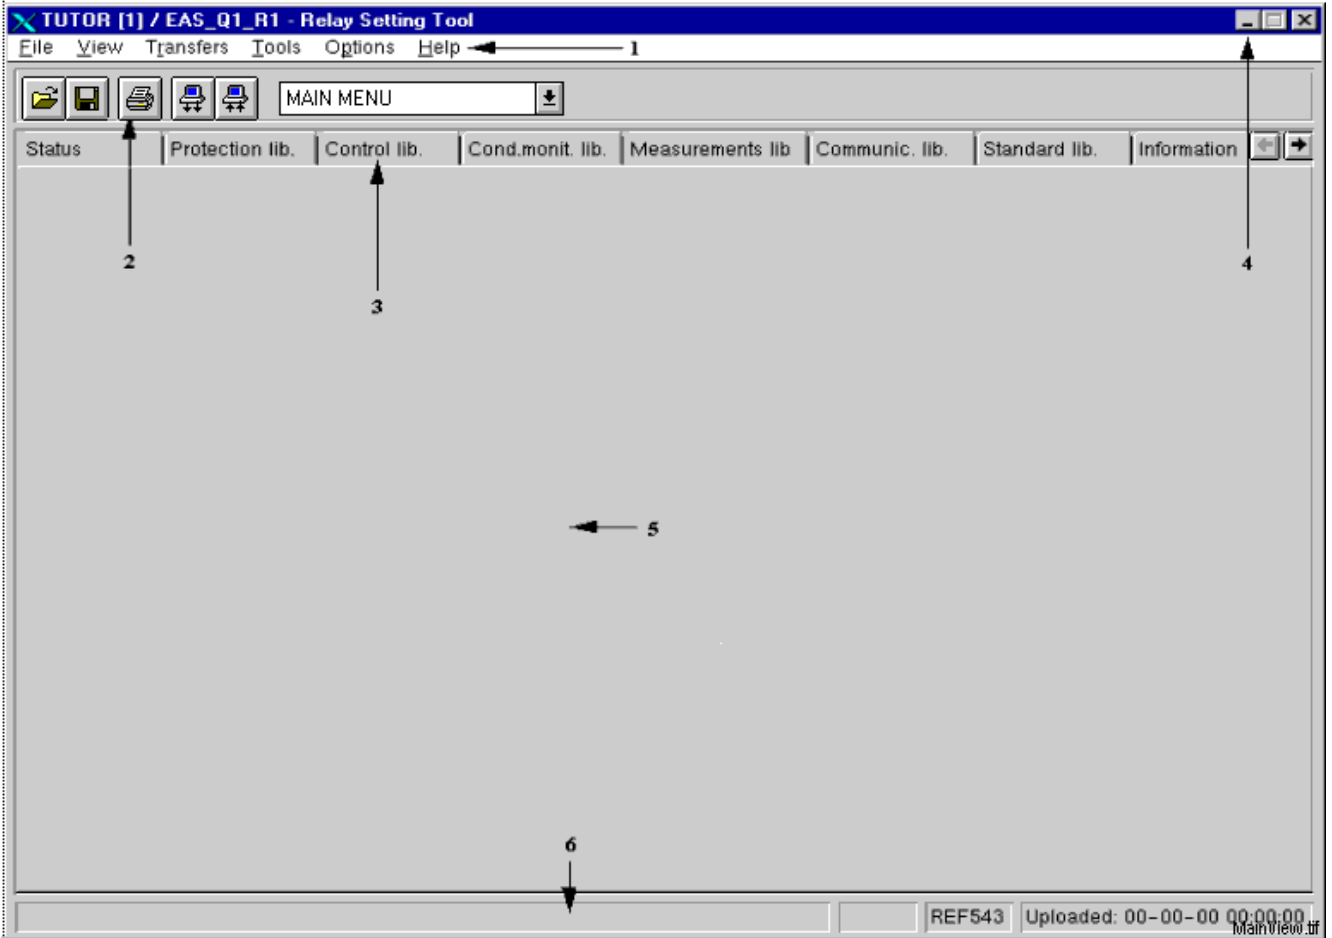 TUTOR [1] / EAS_Q1_R1 - Relay Setting Tool
File View Transfers Tools Options Help 1
MAIN MENU
Status Protection lib. Control lib. Cond.monit. lib. Measurements lib Communic. lib. Standard lib. Information
2
3
4
5
6
REF543 Uploaded: 00-00-00 00:00:00
MainView.tif